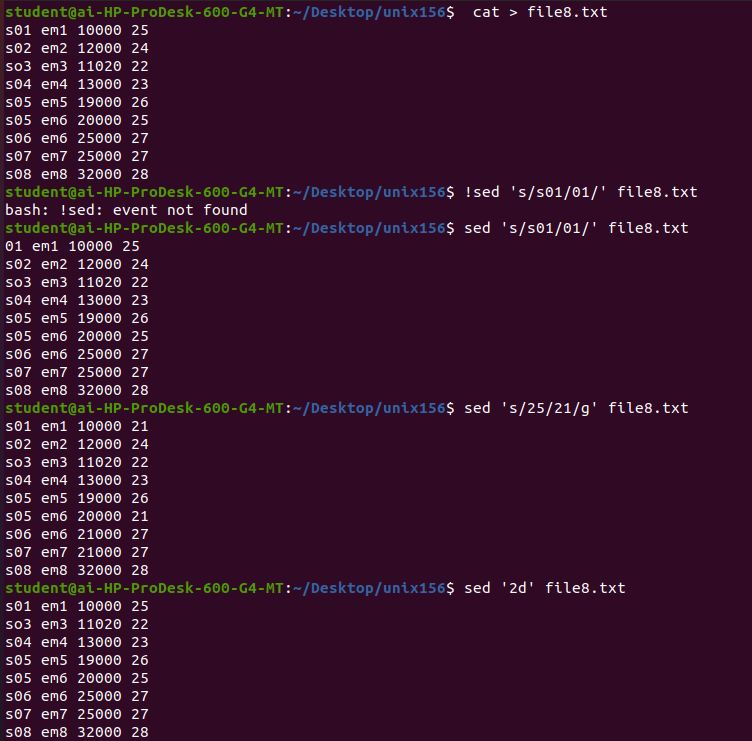 student@ai-HP-ProDesk-600-G4-MT:~/Desktop/unix156$  cat > file8.txt
s01 em1 10000 25
s02 em2 12000 24
so3 em3 11020 22
s04 em4 13000 23
s05 em5 19000 26
s05 em6 20000 25
s06 em6 25000 27
s07 em7 25000 27
s08 em8 32000 28
student@ai-HP-ProDesk-600-G4-MT:~/Desktop/unix156$ !sed 's/s01/01/' file8.txt
bash: !sed: event not found
student@ai-HP-ProDesk-600-G4-MT:~/Desktop/unix156$ sed 's/s01/01/' file8.txt
01 em1 10000 25
s02 em2 12000 24
so3 em3 11020 22
s04 em4 13000 23
s05 em5 19000 26
s05 em6 20000 25
s06 em6 25000 27
s07 em7 25000 27
s08 em8 32000 28
student@ai-HP-ProDesk-600-G4-MT:~/Desktop/unix156$ sed 's/25/21/g' file8.txt
s01 em1 10000 21
s02 em2 12000 24
so3 em3 11020 22
s04 em4 13000 23
s05 em5 19000 26
s05 em6 20000 21
s06 em6 21000 27
s07 em7 21000 27
s08 em8 32000 28
student@ai-HP-ProDesk-600-G4-MT:~/Desktop/unix156$ sed '2d' file8.txt
s01 em1 10000 25
so3 em3 11020 22
s04 em4 13000 23
s05 em5 19000 26
s05 em6 20000 25
s06 em6 25000 27
s07 em7 25000 27
s08 em8 32000 28